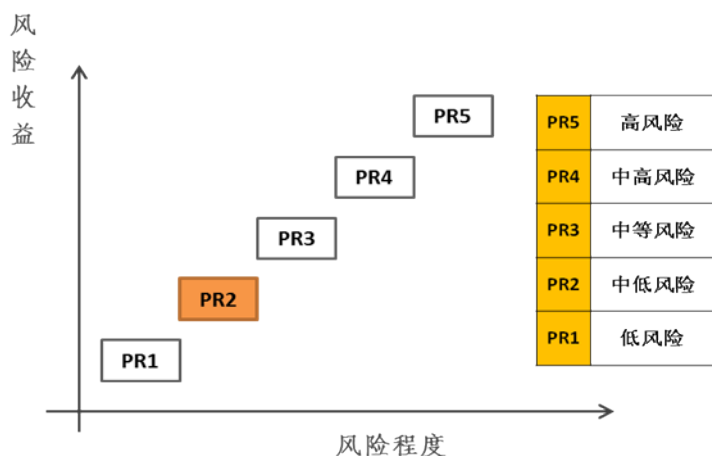 风险收益
PR5
PR4
PR3
PR2
PR1
风险程度
PR5 高风险
PR4 中高风险
PR3 中等风险
PR2 中低风险
PR1 低风险